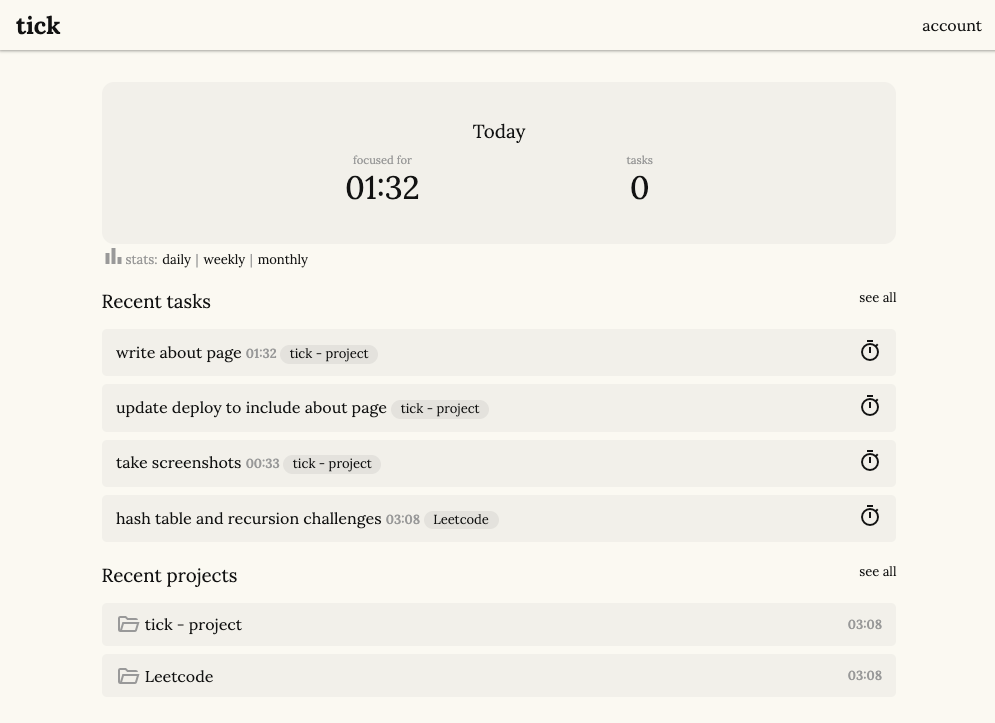 tick
account
Today
focused for
01:32
tasks
0
stats: daily | weekly | monthly
Recent tasks
see all
write about page 01:32 tick - project
update deploy to include about page tick - project
take screenshots 00:33 tick - project
hash table and recursion challenges 03:08 Leetcode
Recent projects
see all
tick - project 03:08
Leetcode 03:08